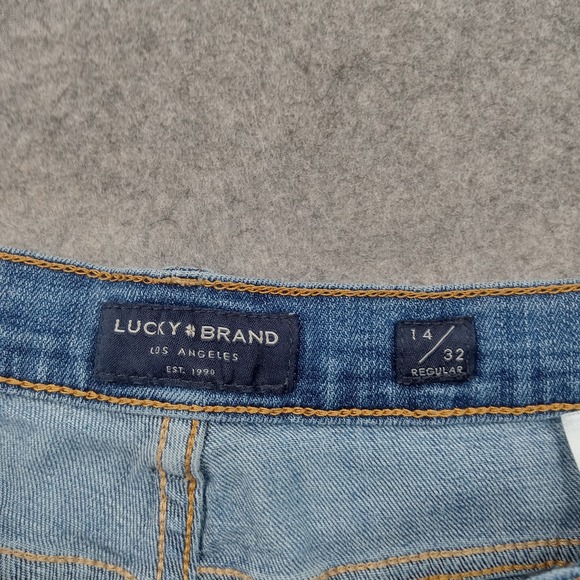 LUCKY BRAND
LOS ANGELES
EST. 1990
14/32
REGULAR